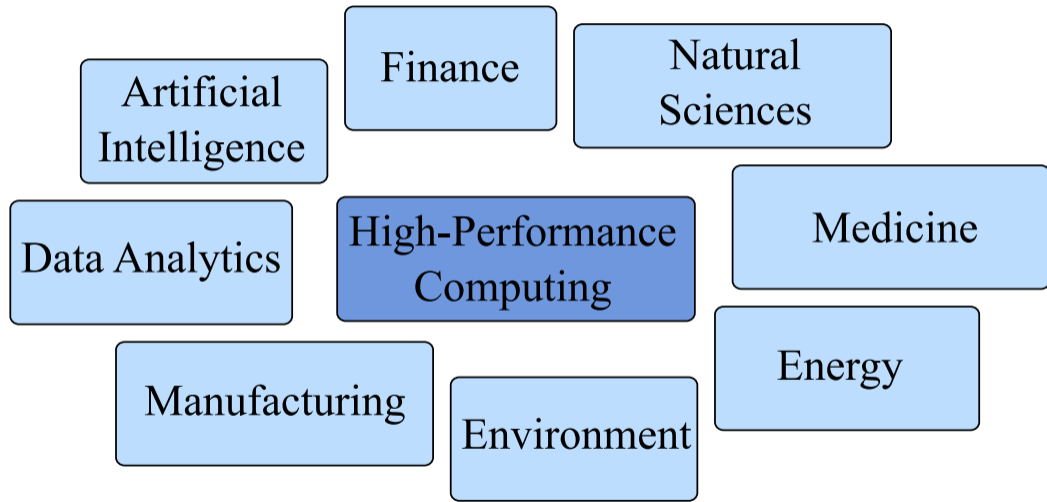 Finance
Natural
Sciences
Artificial
Intelligence
High-Performance
Computing
Medicine
Data Analytics
Energy
Manufacturing
Environment